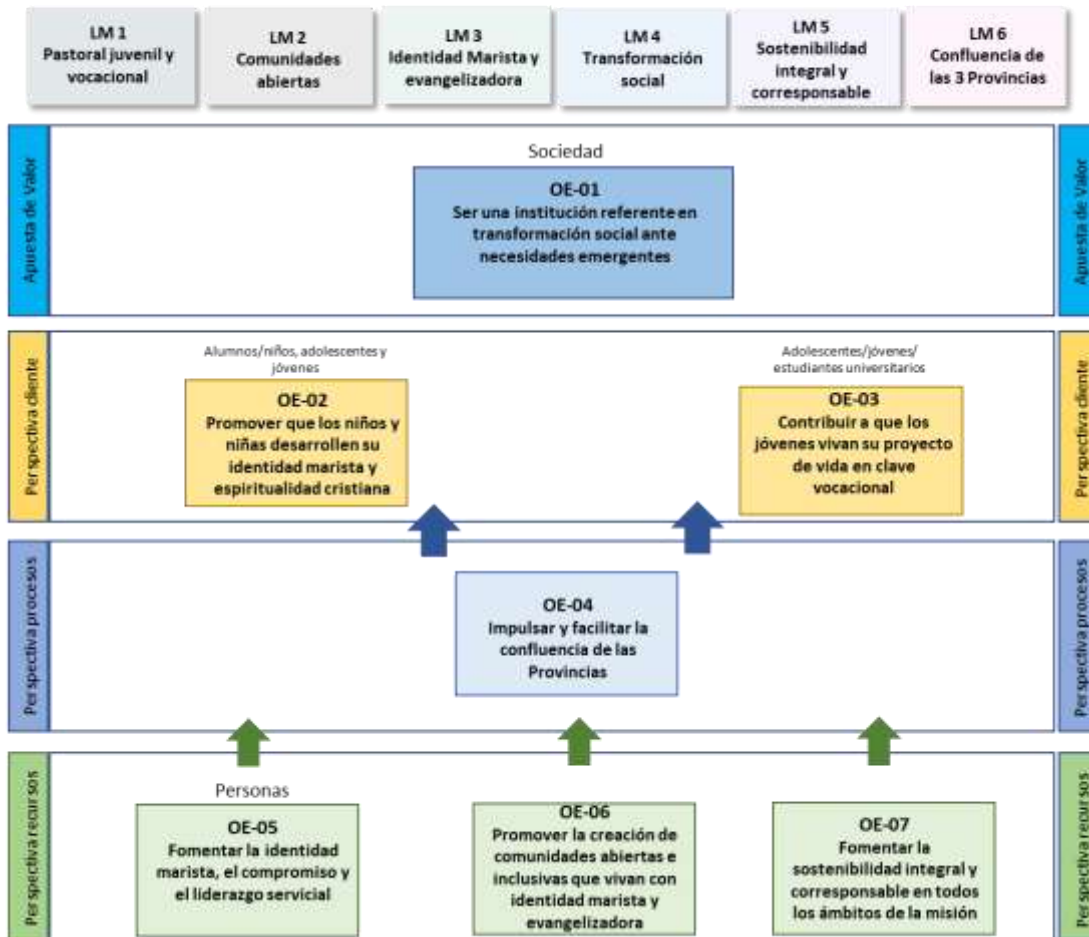 LM 1
Pastoral juvenil y
vocacional
LM 2
Comunidades
abiertas
LM 3
Identidad Marista y
evangelizadora
LM 4
Transformación
social
LM 5
Sostenibilidad
integral y
corresponsable
LM 6
Confluencia de
las 3 Provincias
Apuesta de Valor
Sociedad
OE-01
Ser una institución referente en
transformación social ante
necesidades emergentes
Apuesta de Valor
Perspectiva cliente
Alumnos/niños, adolescentes y
jóvenes
OE-02
Promover que los niños y
niñas desarrollen su
identidad marista y
espiritualidad cristiana
Adolescentes/jóvenes/
estudiantes universitarios
OE-03
Contribuir a que los
jóvenes vivan su proyecto
de vida en clave
vocacional
Perspectiva cliente
Perspectiva procesos
OE-04
Impulsar y facilitar la
confluencia de las
Provincias
Perspectiva procesos
Perspectiva recursos
Personas
OE-05
Fomentar la identidad
marista, el compromiso y
el liderazgo servicial
OE-06
Promover la creación de
comunidades abiertas e
inclusivas que vivan con
identidad marista y
evangelizadora
OE-07
Fomentar la
sostenibilidad integral y
corresponsable en todos
los ámbitos de la misión
Perspectiva recursos